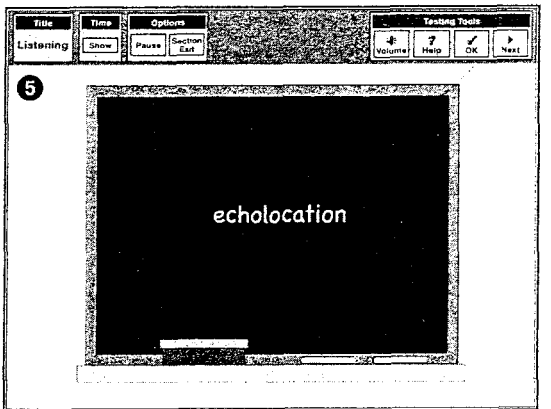 Title
Time
Options
Testing Tools
Listening
Show
Pause
Section Exit
Volume
Help
OK
Next
5
echolocation